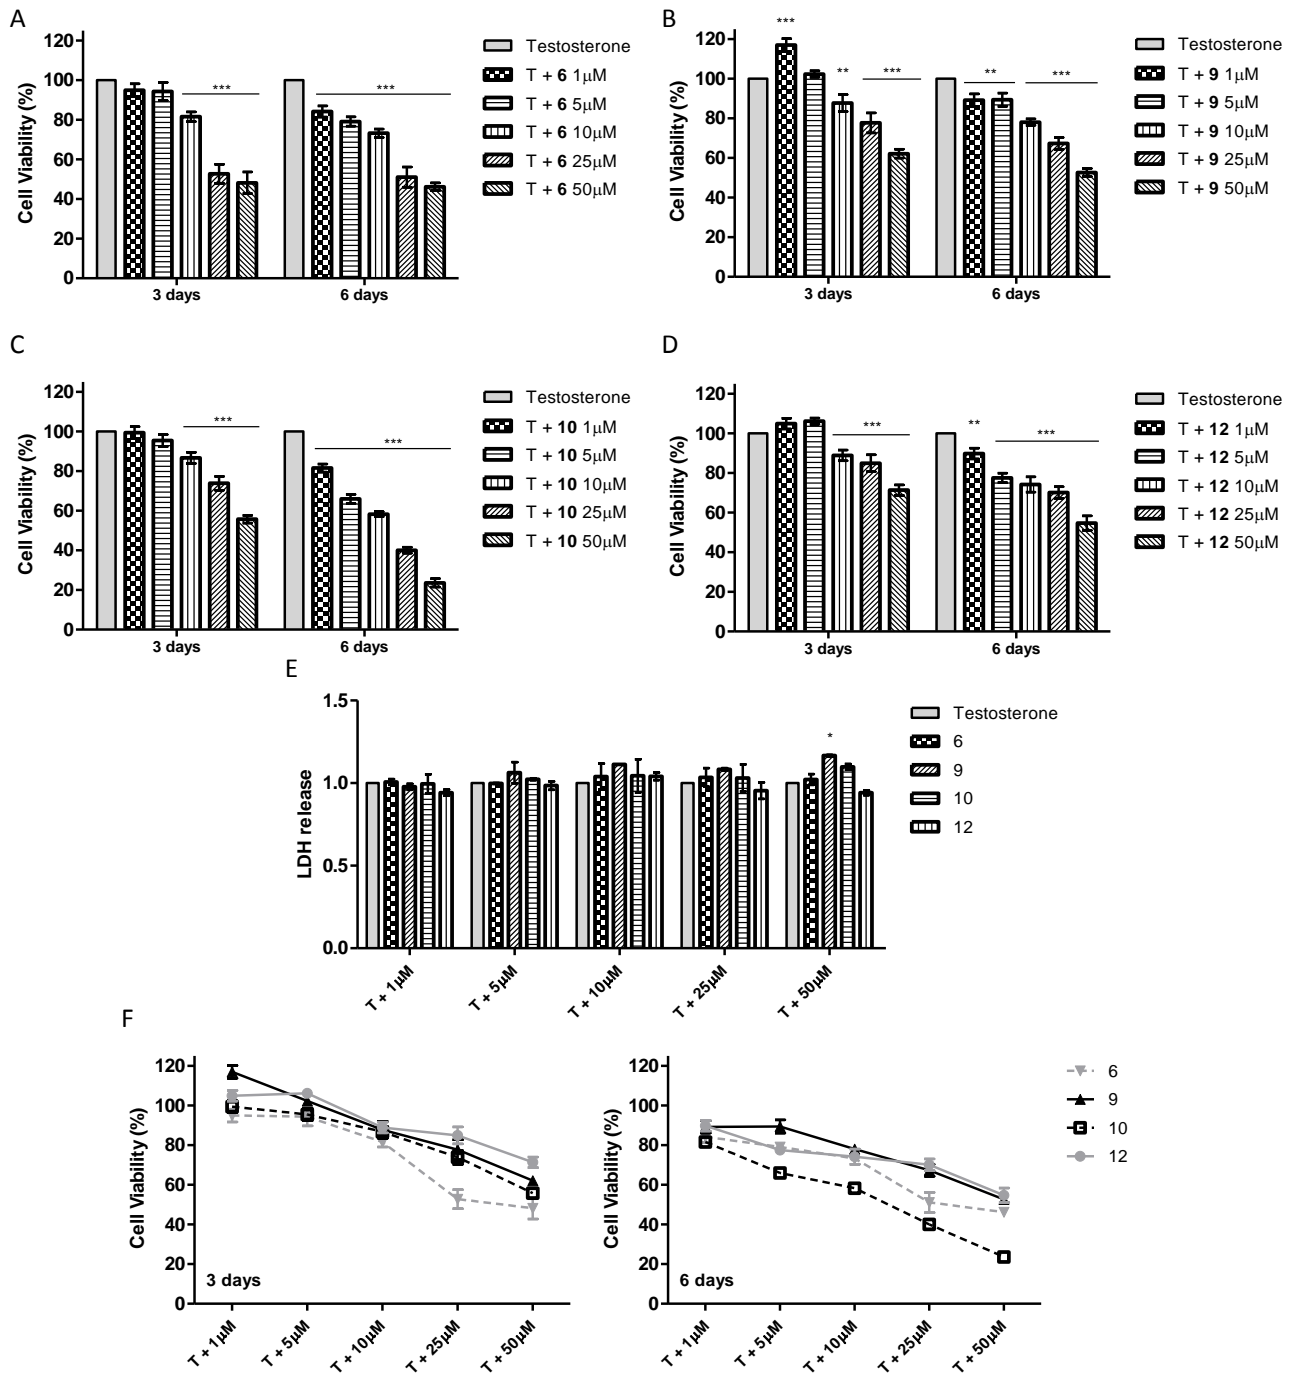 A
120
100
80
60
40
20
0
Cell Viability (%)
***
***
3 days
6 days
Testosterone
T + 6 1μM
T + 6 5μM
T + 6 10μM
T + 6 25μM
T + 6 50μM
B
120
100
80
60
40
20
0
Cell Viability (%)
***
**
***
**
***
3 days
6 days
Testosterone
T + 9 1μM
T + 9 5μM
T + 9 10μM
T + 9 25μM
T + 9 50μM
C
120
100
80
60
40
20
0
Cell Viability (%)
***
***
3 days
6 days
Testosterone
T + 10 1μM
T + 10 5μM
T + 10 10μM
T + 10 25μM
T + 10 50μM
D
120
100
80
60
40
20
0
Cell Viability (%)
***
**
***
3 days
6 days
Testosterone
T + 12 1μM
T + 12 5μM
T + 12 10μM
T + 12 25μM
T + 12 50μM
E
1.5
1.0
0.5
0.0
LDH release
*
T + 1μM
T + 5μM
T + 10μM
T + 25μM
T + 50μM
Testosterone
6
9
10
12
F
120
100
80
60
40
20
0
Cell Viability (%)
3 days
T + 1μM
T + 5μM
T + 10μM
T + 25μM
T + 50μM
120
100
80
60
40
20
0
Cell Viability (%)
6 days
T + 1μM
T + 5μM
T + 10μM
T + 25μM
T + 50μM
6
9
10
12